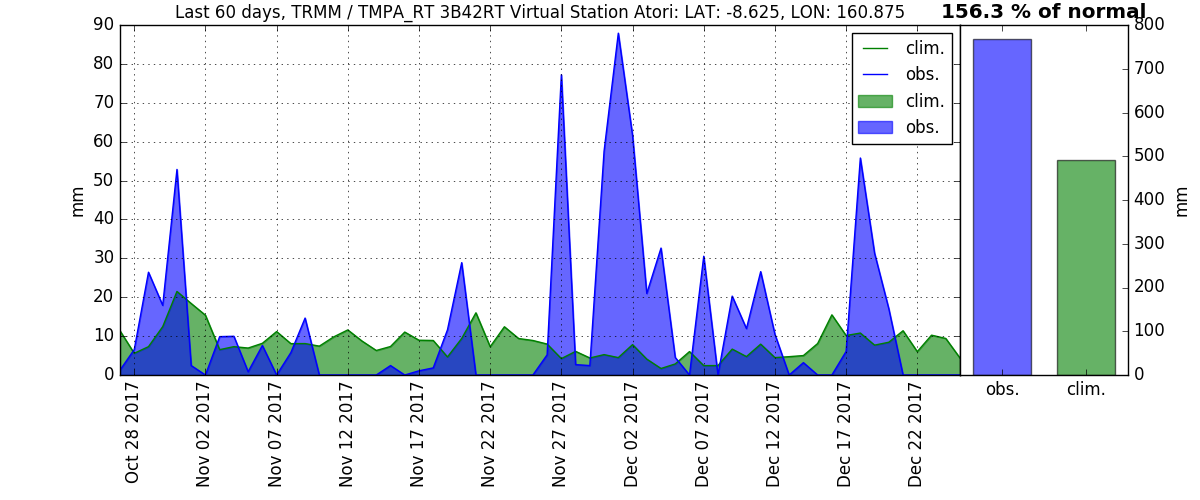 Last 60 days, TRMM / TMPA_RT 3B42RT Virtual Station Atori: LAT: -8.625, LON: 160.875
156.3 % of normal
90
80
70
60
50
40
30
20
10
0
mm
clim.
obs.
clim.
obs.
800
700
600
500
400
300
200
100
0
mm
Oct 28 2017
Nov 02 2017
Nov 07 2017
Nov 12 2017
Nov 17 2017
Nov 22 2017
Nov 27 2017
Dec 02 2017
Dec 07 2017
Dec 12 2017
Dec 17 2017
Dec 22 2017
obs.
clim.